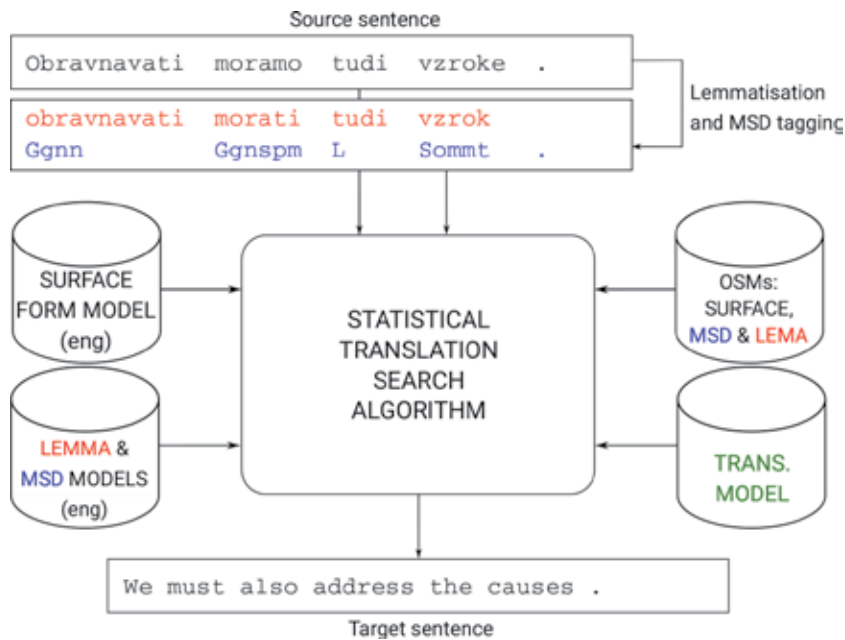 Source sentence
Obravnavati moramo tudi vzroke .
obravnavati morati tudi vzrok
Ggnn Ggnspm L Sommt .
Lemmatisation
and MSD tagging
SURFACE
FORM MODEL
(eng)
LEMMA &
MSD MODELS
(eng)
STATISTICAL
TRANSLATION
SEARCH
ALGORITHM
OSMs:
SURFACE,
MSD & LEMA
TRANS.
MODEL
We must also address the causes .
Target sentence